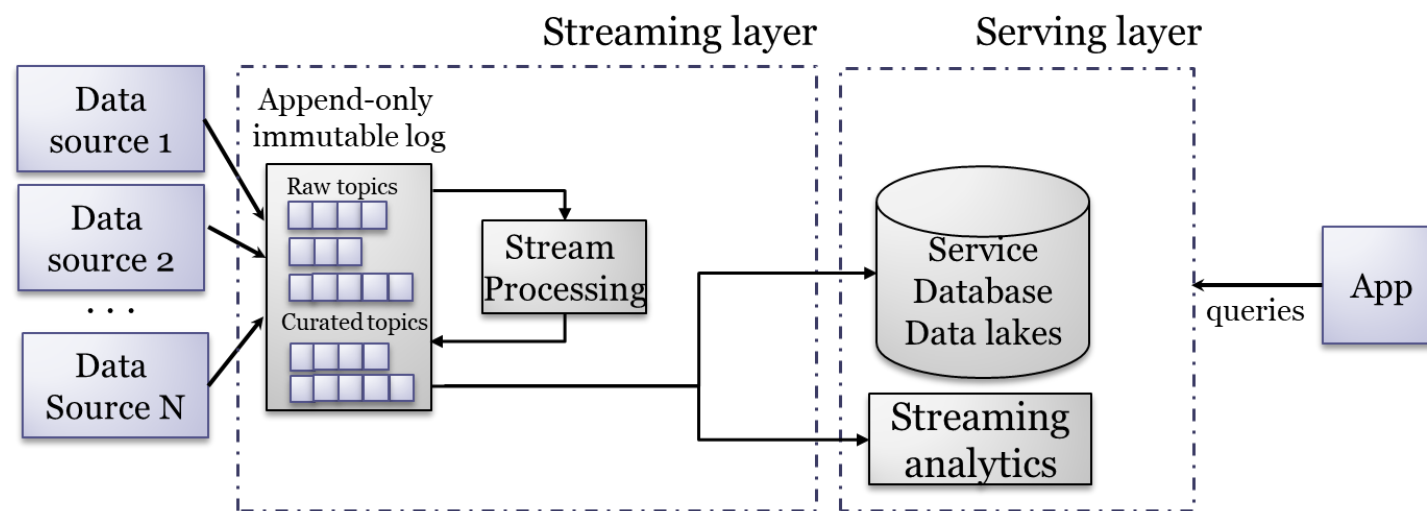 Streaming layer
Serving layer
Data
source 1
Data
source 2
. . .
Data
Source N
Append-only
immutable log
Raw topics
Curated topics
Stream
Processing
Service
Database
Data lakes
Streaming
analytics
queries
App